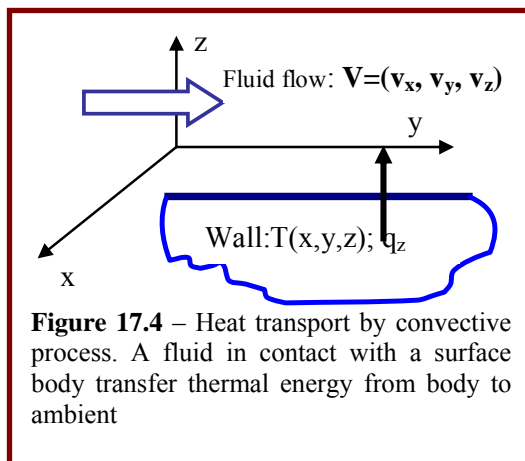 z
Fluid flow: V=(vx, vy, vz)
y
Wall:T(x,y,z); qz
x
Figure 17.4 – Heat transport by convective
process. A fluid in contact with a surface
body transfer thermal energy from body to
ambient